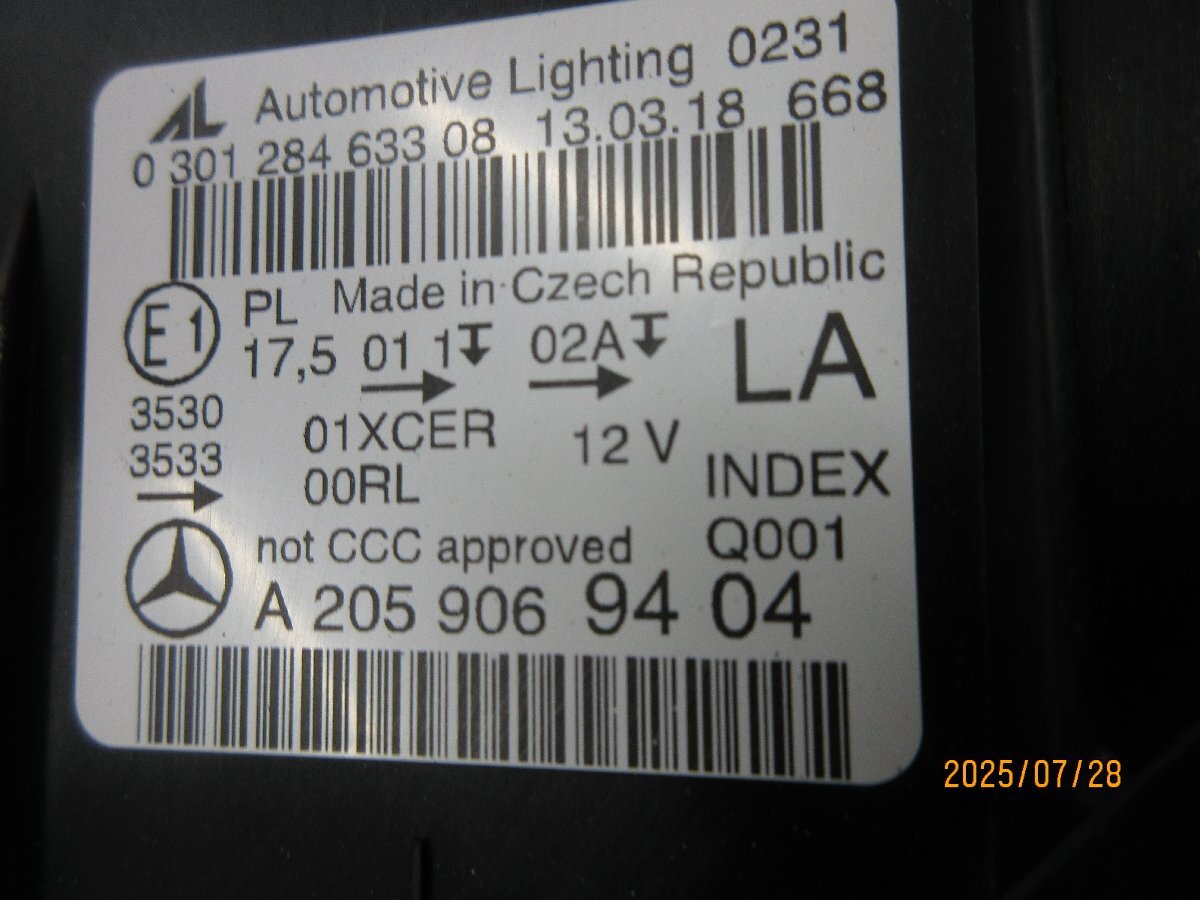 AL Automotive Lighting 0231
0 301 284 633 08 13.03.18 668
E1 PL Made in Czech Republic
17,5 01 1 02A LA
3530 01XCER 12 V
3533 00RL INDEX
not CCC approved Q001
A 205 906 94 04
2025/07/28